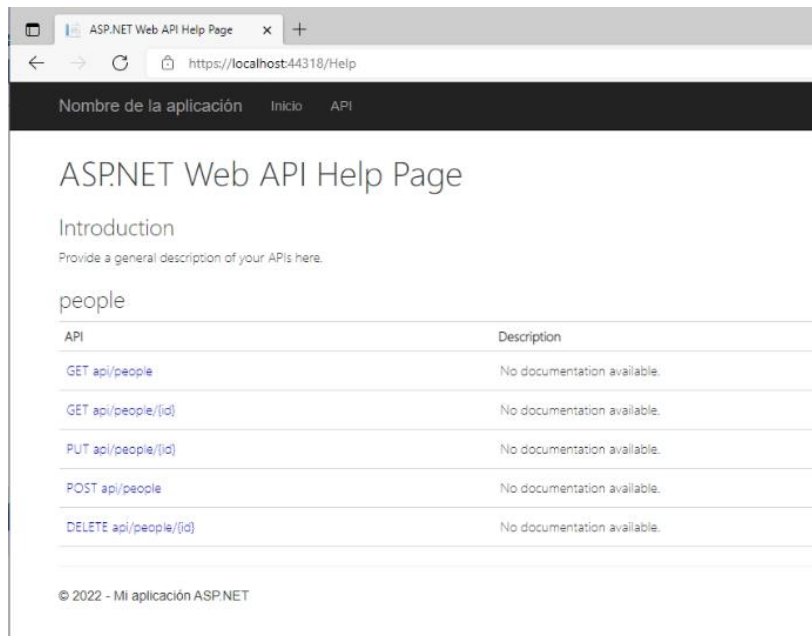 ASP.NET Web API Help Page
https://localhost:44318/Help
Nombre de la aplicación Inicio API
ASP.NET Web API Help Page
Introduction
Provide a general description of your APIs here.
people
API Description
GET api/people No documentation available.
GET api/people/{id} No documentation available.
PUT api/people/{id} No documentation available.
POST api/people No documentation available.
DELETE api/people/{id} No documentation available.
© 2022 - Mi aplicación ASP.NET